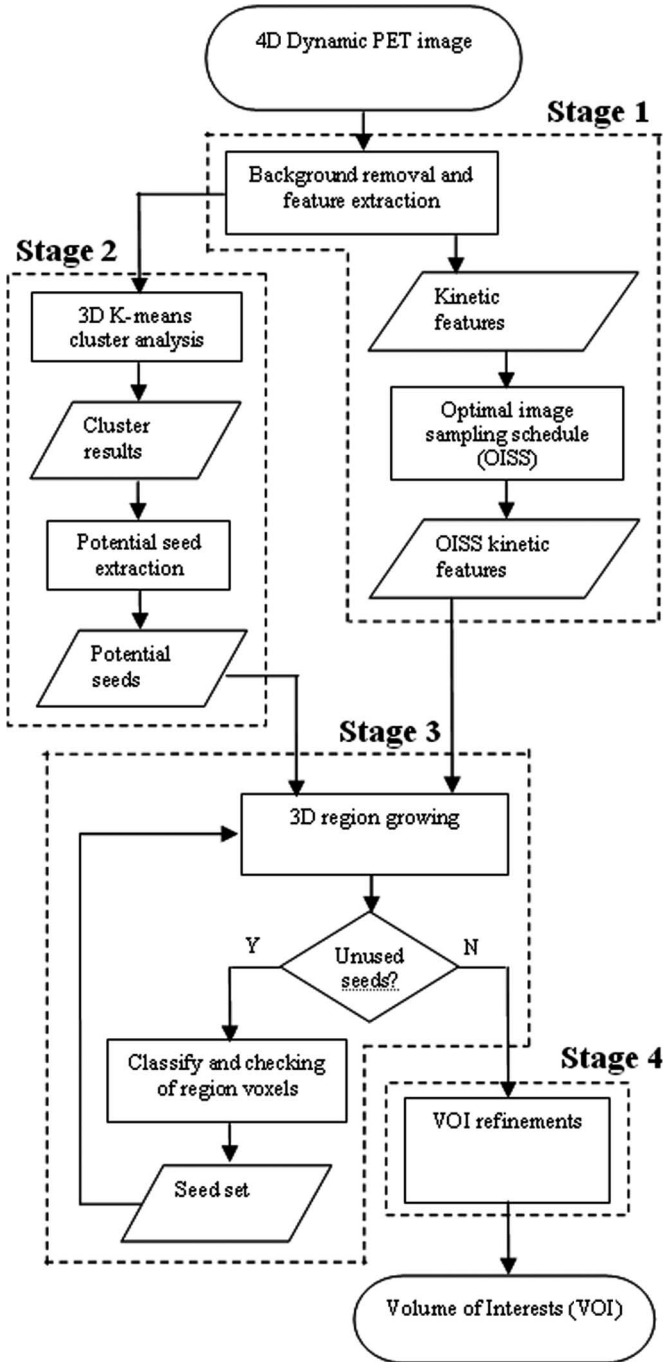 4D Dynamic PET image
Stage 1
Background removal and
feature extraction
Stage 2
Kinetic
features
3D K-means
cluster analysis
Optimal image
sampling schedule
(OISS)
Cluster
results
Potential seed
extraction
OISS kinetic
features
Potential
seeds
Stage 3
3D region growing
Y
Unused
seeds?
N
Classify and checking
of region voxels
Stage 4
VOI refinements
Seed set
Volume of Interests (VOI)